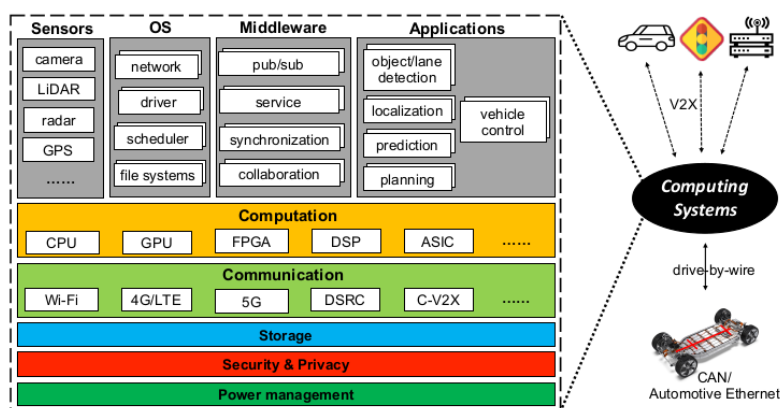 Sensors
camera
LiDAR
radar
GPS
......
OS
network
driver
scheduler
file systems
Middleware
pub/sub
service
synchronization
collaboration
Applications
object/lane
detection
localization
prediction
planning
vehicle
control
Computation
CPU
GPU
FPGA
DSP
ASIC
......
Communication
Wi-Fi
4G/LTE
5G
DSRC
C-V2X
......
Storage
Security & Privacy
Power management
V2X
Computing
Systems
drive-by-wire
CAN/
Automotive Ethernet